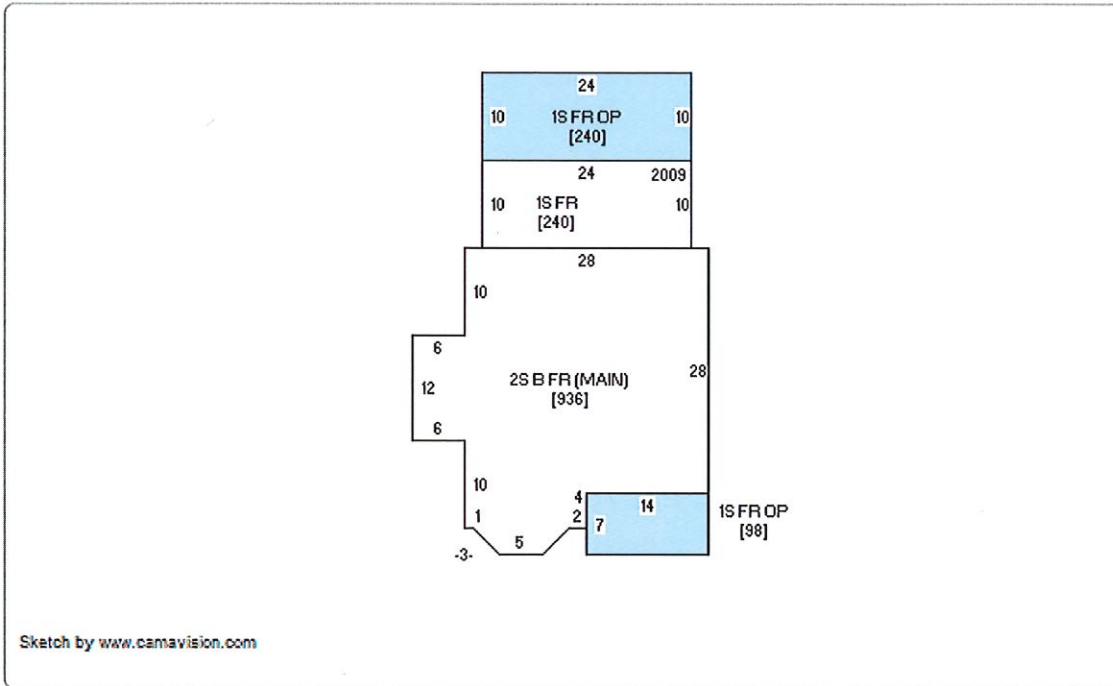 24
10 1S FR OP 10
[240]
24 2009
10 1S FR 10
[240]
28
10
6
12 2S B FR (MAIN) 28
[936]
6
10
4 14 1S FR OP
1 2 7 [98]
5
-3-
Sketch by www.camavision.com